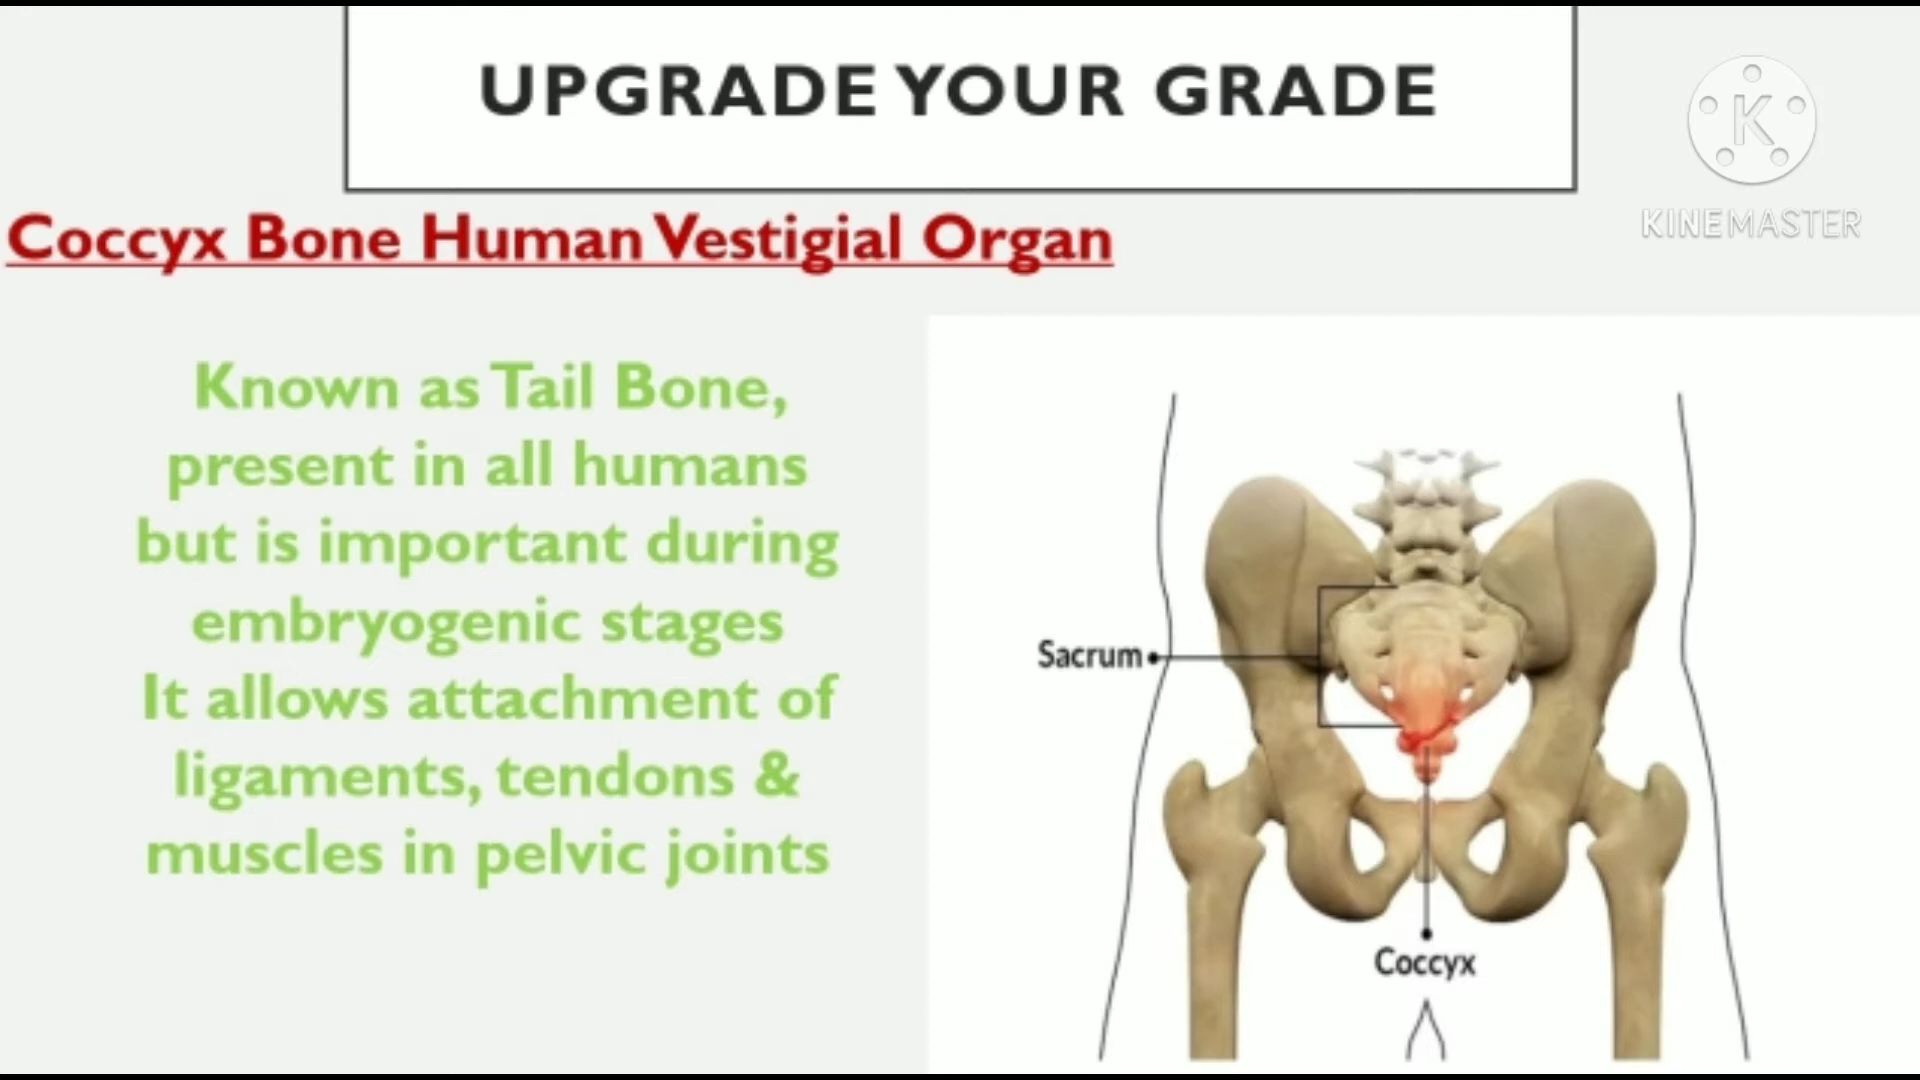 UPGRADE YOUR GRADE
K
KINEMASTER
Coccyx Bone Human Vestigial Organ
Known as Tail Bone,
present in all humans
but is important during
embryogenic stages
It allows attachment of
ligaments, tendons &
muscles in pelvic joints
Sacrum
Coccyx